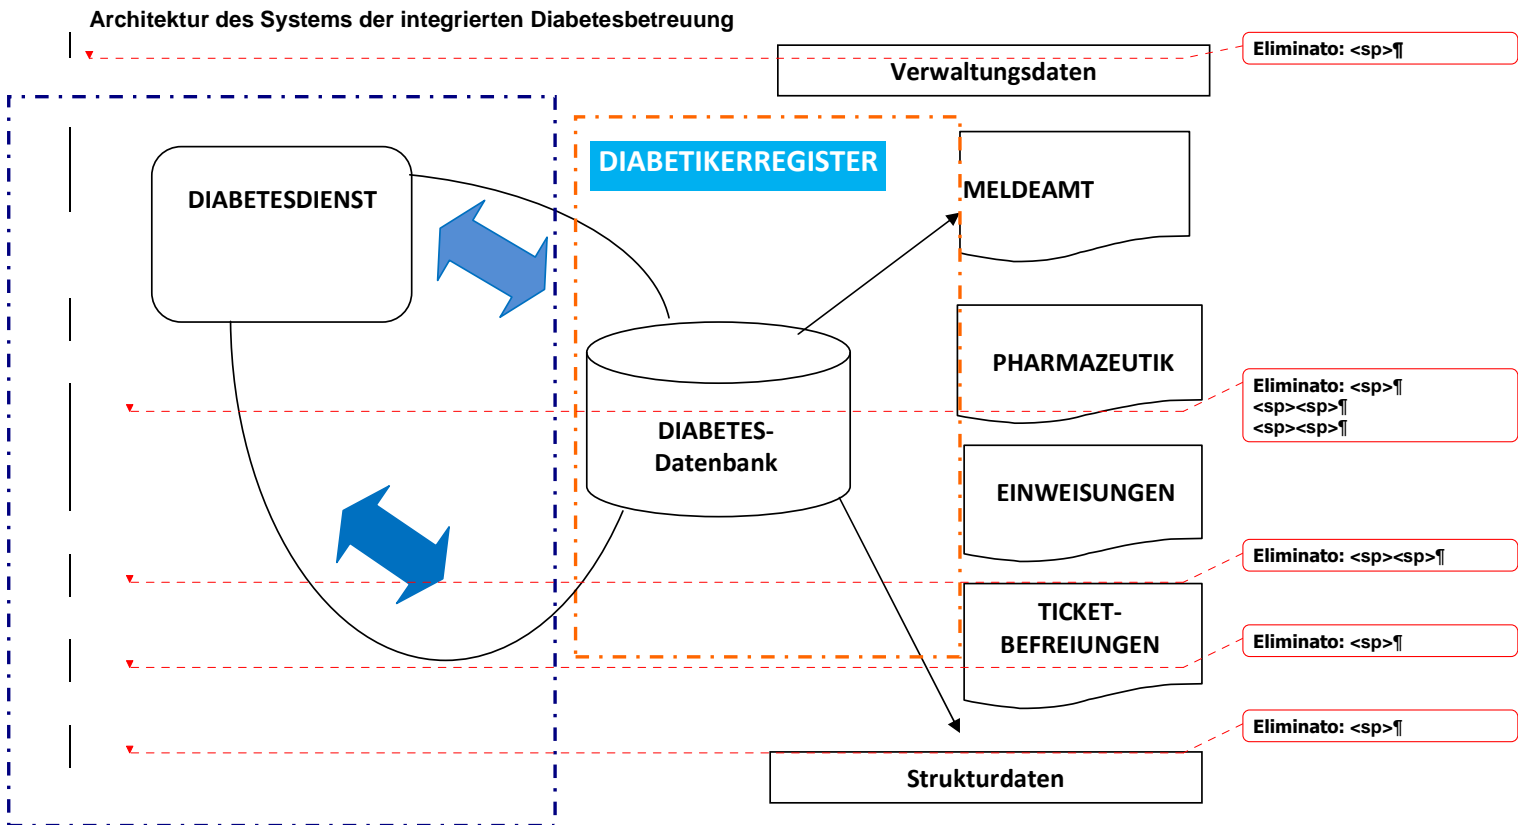 Architektur des Systems der integrierten Diabetesbetreuung
Eliminato: <sp>¶
Verwaltungsdaten
DIABETIKERREGISTER
DIABETESDIENST
MELDEAMT
PHARMAZEUTIK
Eliminato: <sp>¶
<sp><sp>¶
<sp><sp>¶
DIABETES-
Datenbank
EINWEISUNGEN
Eliminato: <sp><sp>¶
TICKET-
BEFREIUNGEN
Eliminato: <sp>¶
Eliminato: <sp>¶
Strukturdaten